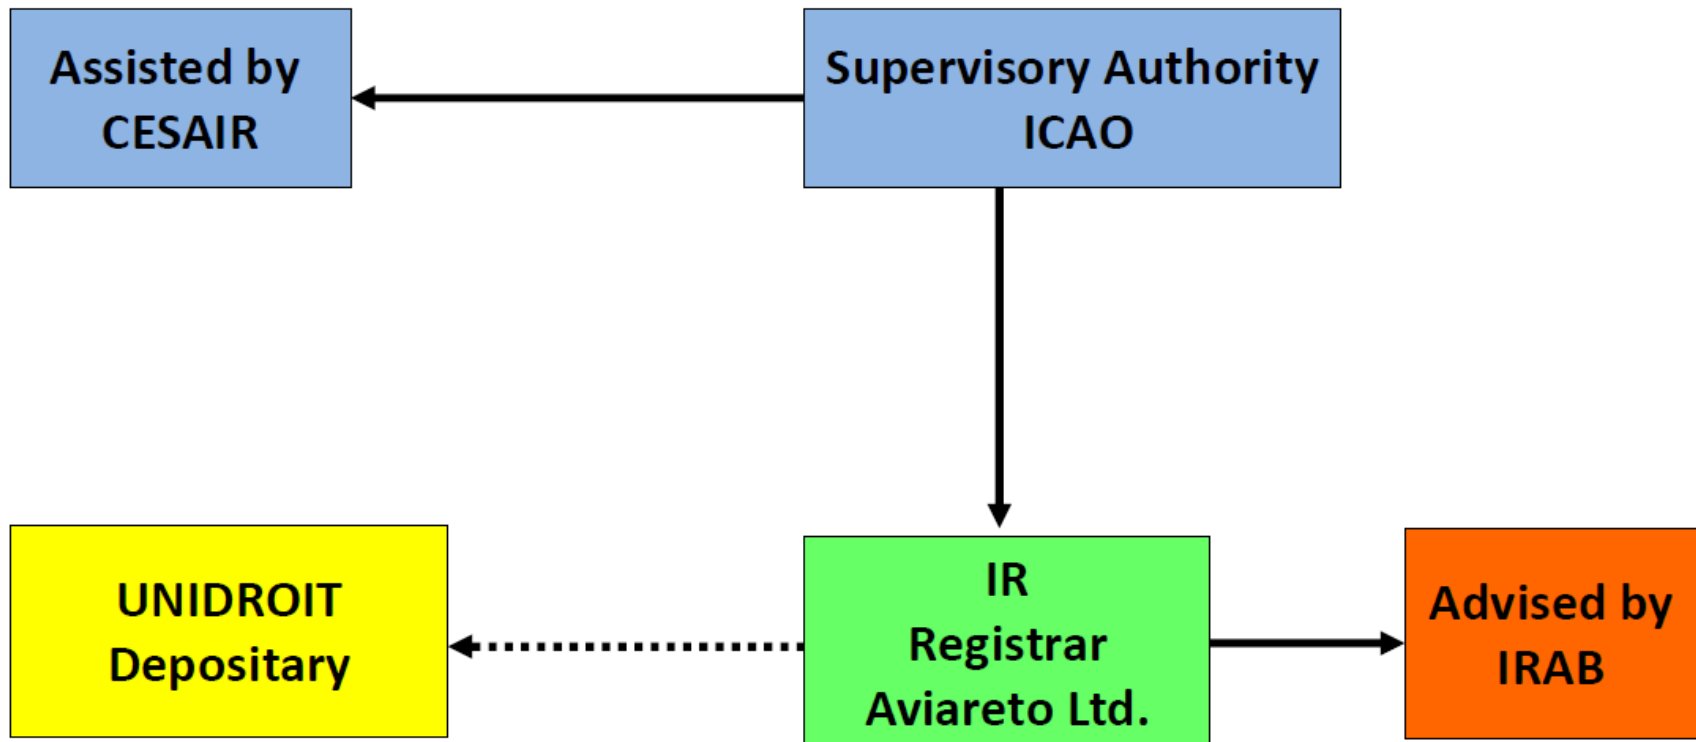 Assisted by
CESAIR
Supervisory Authority
ICAO
UNIDROIT
Depositary
IR
Registrar
Aviareto Ltd.
Advised by
IRAB